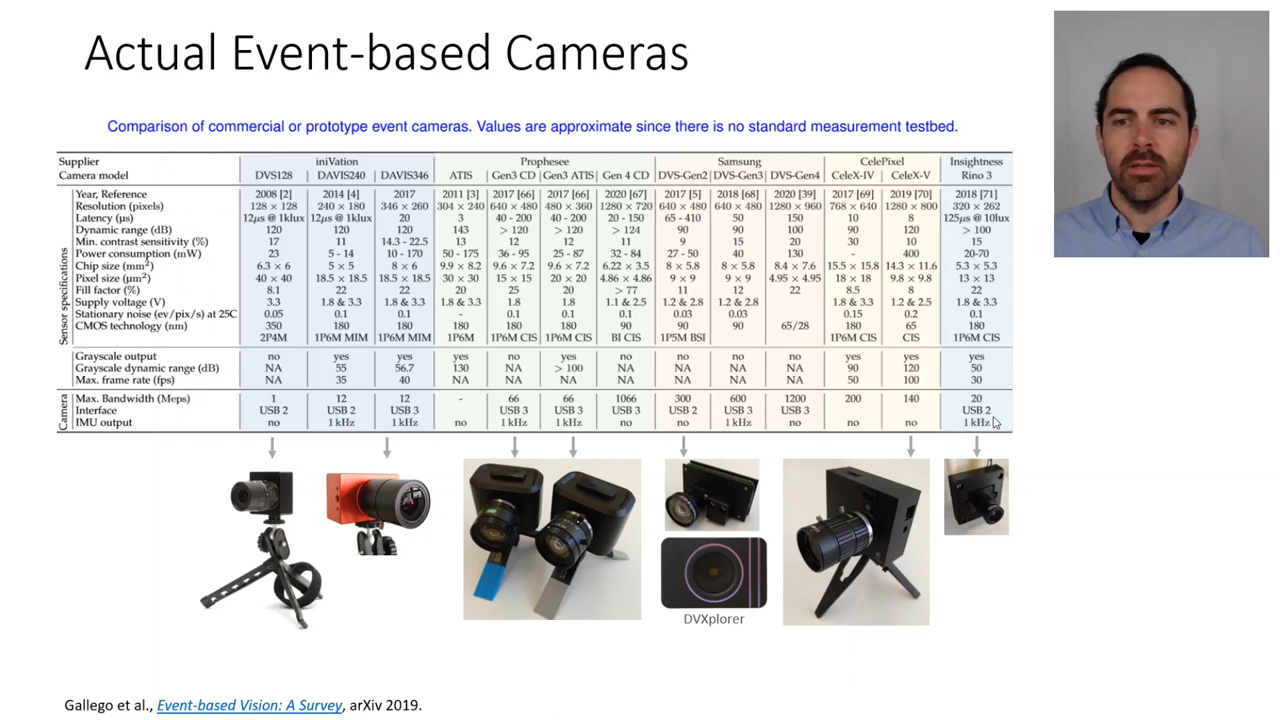 Actual Event-based Cameras
Comparison of commercial or prototype event cameras. Values are approximate since there is no standard measurement testbed.
Supplier iniVation Prophesee Samsung CelePixel Insightness
Camera model DVS128 DAVIS240 DAVIS346 ATIS Gen3 CD Gen3 ATIS Gen 4 CD DVS-Gen2 DVS-Gen3 DVS-Gen4 CeleX-IV CeleX-V Rino 3
Sensor specifications
Year, Reference 2008 [2] 2014 [4] 2017 2011 [3] 2017 [66] 2017 [66] 2020 [67] 2017 [5] 2018 [68] 2020 [39] 2017 [69] 2019 [70] 2018 [71]
Resolution (pixels) 128 × 128 240 × 180 346 × 260 304 × 240 640 × 480 480 × 360 1280 × 720 640 × 480 640 × 480 1280 × 960 768 × 640 1280 × 800 320 × 262
Latency (μs) 12μs @ 1klux 12μs @ 1klux 20 3 40 - 200 40 - 200 20 - 150 65 - 410 50 150 10 8 125μs @ 10lux
Dynamic range (dB) 120 120 120 143 > 120 > 120 > 124 90 90 100 90 120 > 100
Min. contrast sensitivity (%) 17 11 14.3 - 22.5 13 12 12 11 9 15 20 30 10 15
Power consumption (mW) 23 5 - 14 10 - 170 50 - 175 36 - 95 25 - 87 32 - 84 27 - 50 40 130 - 400 20-70
Chip size (mm²) 6.3 × 6 5 × 5 8 × 6 9.9 × 8.2 9.6 × 7.2 9.6 × 7.2 6.22 × 3.5 8 × 5.8 8 × 5.8 8.4 × 7.6 15.5 × 15.8 14.3 × 11.6 5.3 × 5.3
Pixel size (μm²) 40 × 40 18.5 × 18.5 18.5 × 18.5 30 × 30 15 × 15 20 × 20 4.86 × 4.86 9 × 9 9 × 9 4.95 × 4.95 18 × 18 9.8 × 9.8 13 × 13
Fill factor (%) 8.1 22 22 20 25 20 > 77 11 12 22 8.5 8 22
Supply voltage (V) 3.3 1.8 & 3.3 1.8 & 3.3 1.8 & 3.3 1.8 1.8 1.1 & 2.5 1.2 & 2.8 1.2 & 2.8 1.8 & 3.3 1.2 & 2.5 1.8 & 3.3
Stationary noise (ev/pix/s) at 25C 0.05 0.1 0.1 - 0.1 0.1 0.1 0.03 0.03 0.15 0.2 0.1
CMOS technology (nm) 350 180 180 180 180 180 90 90 90 65/28 180 65 180
2P4M 1P6M MIM 1P6M MIM 1P6M 1P6M CIS 1P6M CIS BI CIS 1P5M BSI 1P6M CIS CIS 1P6M CIS
Grayscale output no yes yes yes no yes no no no no yes yes yes
Grayscale dynamic range (dB) NA 55 56.7 130 NA > 100 NA NA NA NA 90 120 50
Max. frame rate (fps) NA 35 40 NA NA NA NA NA NA NA 50 100 30
Camera
Max. Bandwidth (Meps) 1 12 12 - 66 66 1066 300 600 1200 200 140 20
Interface USB 2 USB 2 USB 3 USB 3 USB 3 USB 3 USB 2 USB 3 USB 3 USB 2
IMU output no 1 kHz 1 kHz no 1 kHz 1 kHz no no 1 kHz no no no 1 kHz
DVXplorer
Gallego et al., Event-based Vision: A Survey, arXiv 2019.